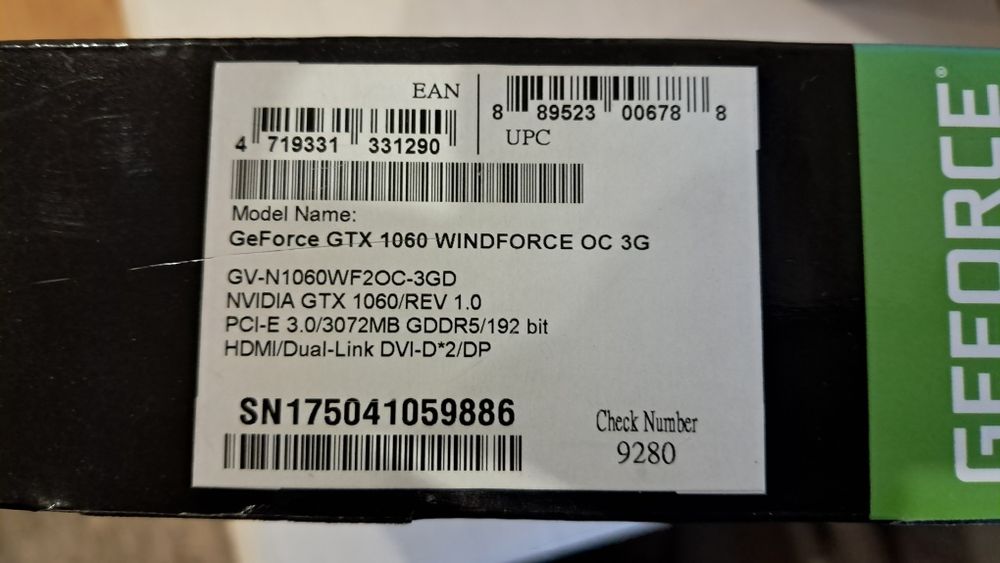 EAN
4 719331 331290
8 89523 00678 8
UPC
Model Name:
GeForce GTX 1060 WINDFORCE OC 3G
GV-N1060WF2OC-3GD
NVIDIA GTX 1060/REV 1.0
PCI-E 3.0/3072MB GDDR5/192 bit
HDMI/Dual-Link DVI-D*2/DP
SN175041059886
Check Number
9280
GEFORCE®